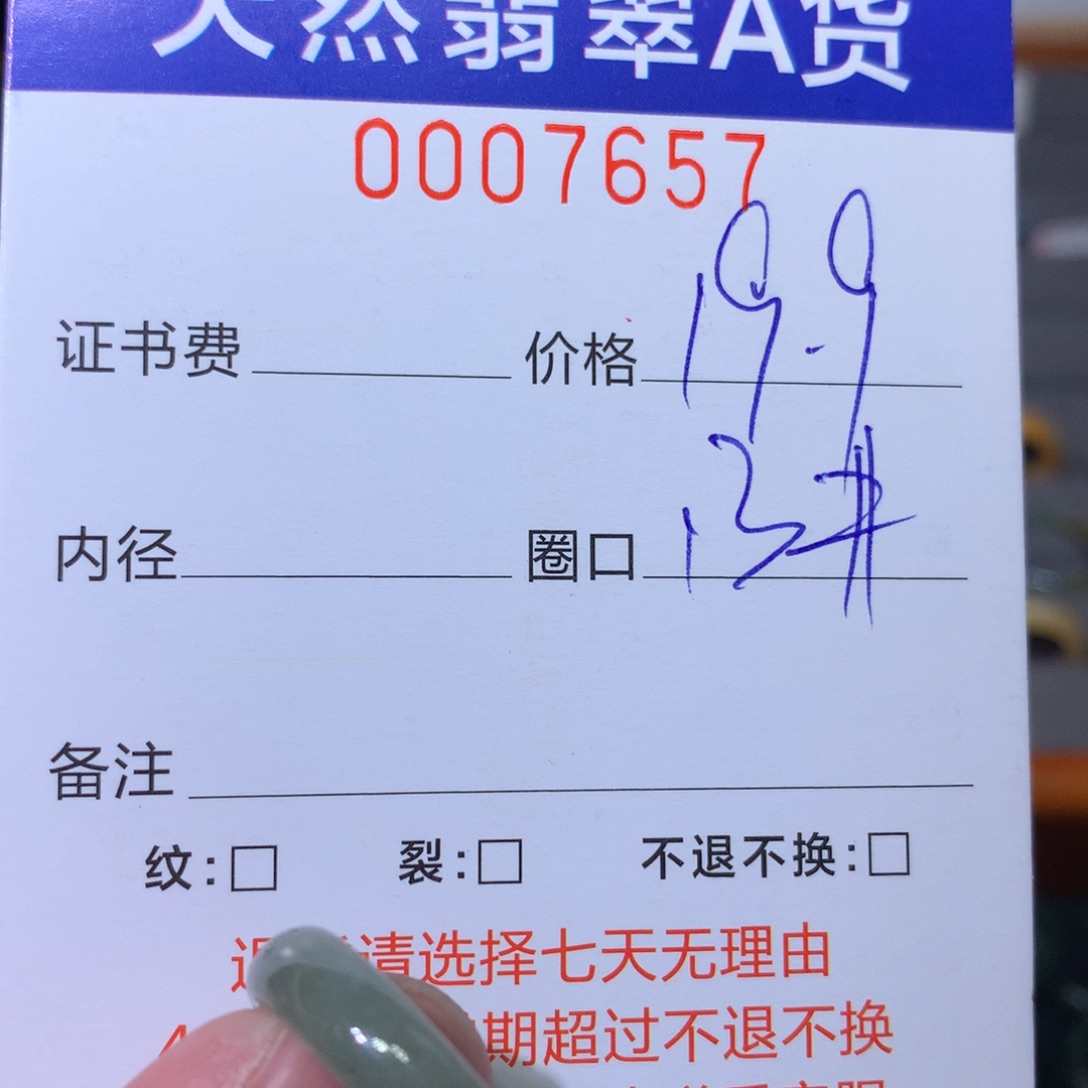 天然翡翠A货
0007657
证书费 价格 19.9
内径 圈口 13#
备注
纹:□ 裂:□ 不退不换:□
请选择七天无理由
期超过不退不换